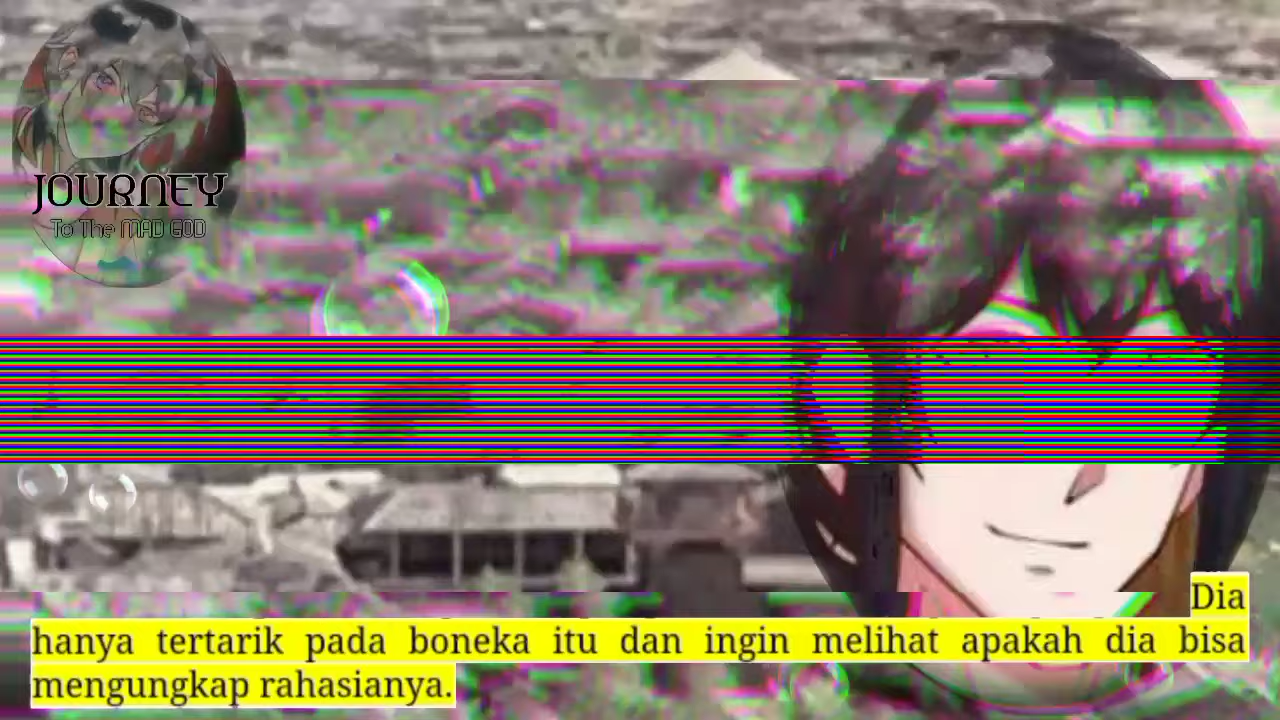 JOURNEY
To The MAD GOD
Dia
hanya tertarik pada boneka itu dan ingin melihat apakah dia bisa
mengungkap rahasianya.